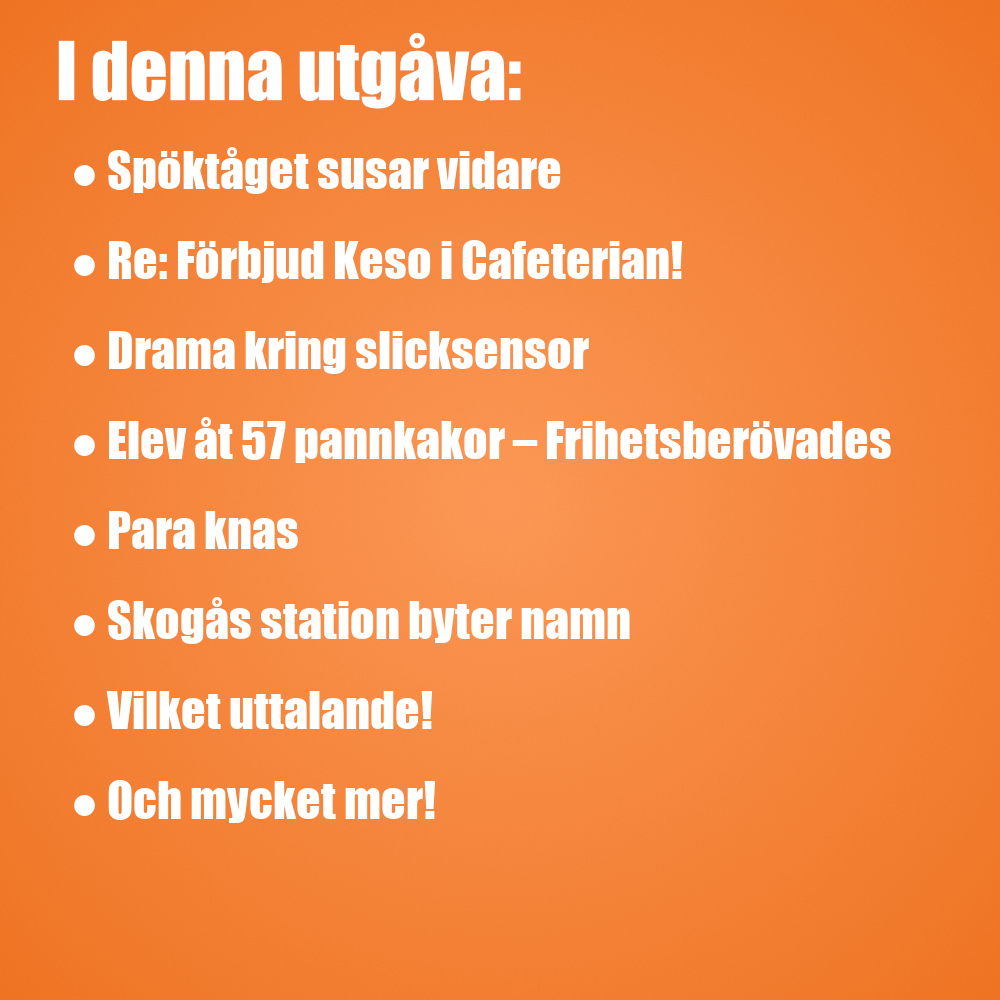 I denna utgåva:
• Spöktåget susar vidare
• Re: Förbjud Keso i Cafeterian!
• Drama kring slicksensor
• Elev åt 57 pannkakor – Frihetsberövades
• Para knas
• Skogås station byter namn
• Vilket uttalande!
• Och mycket mer!